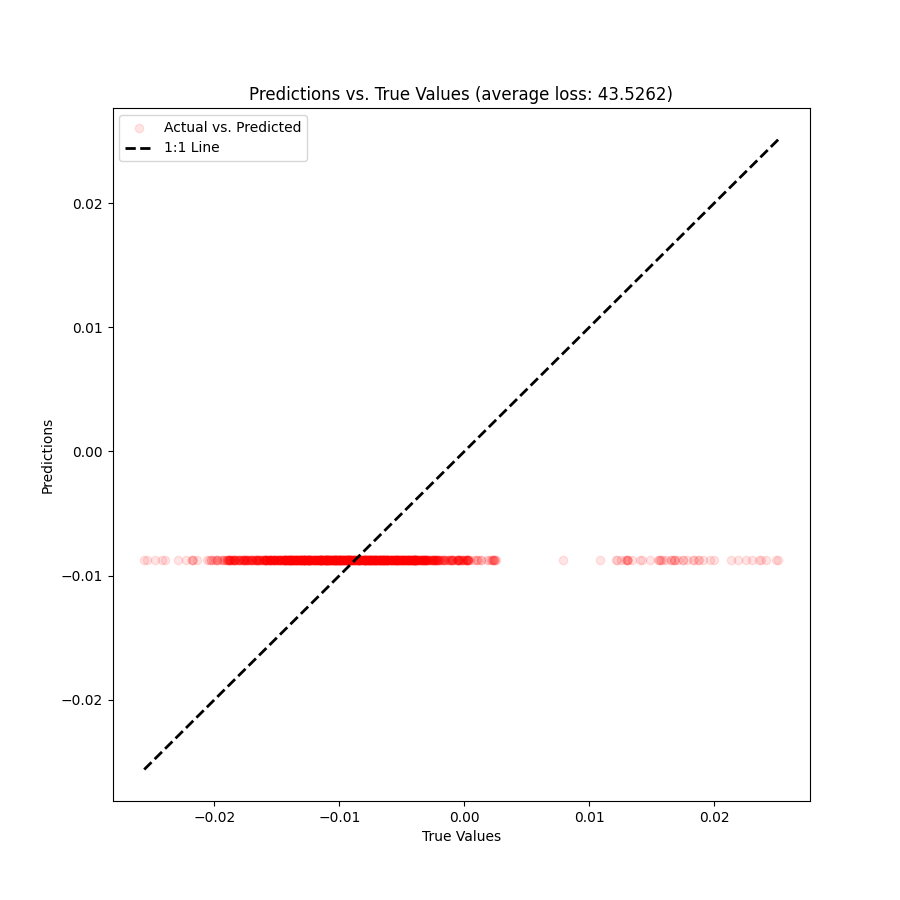 Predictions vs. True Values (average loss: 43.5262)
Actual vs. Predicted
1:1 Line
0.02
0.01
0.00
−0.01
−0.02
Predictions
−0.02
−0.01
0.00
0.01
0.02
True Values